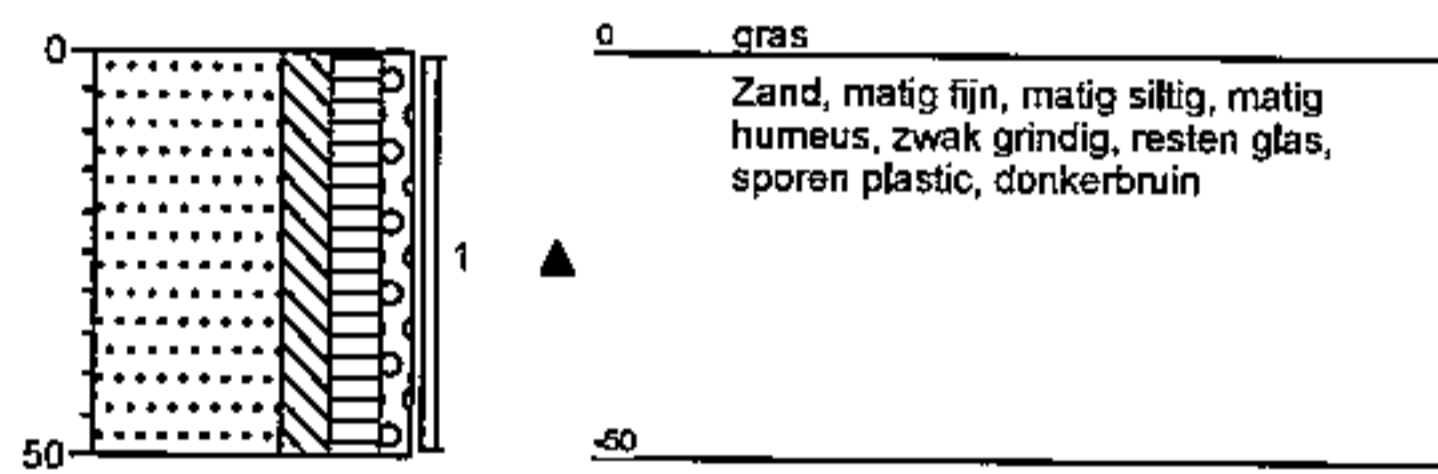 0
50
1
0 gras
Zand, matig fijn, matig siltig, matig
humeus, zwak grindig, resten glas,
sporen plastic, donkerbruin
-50